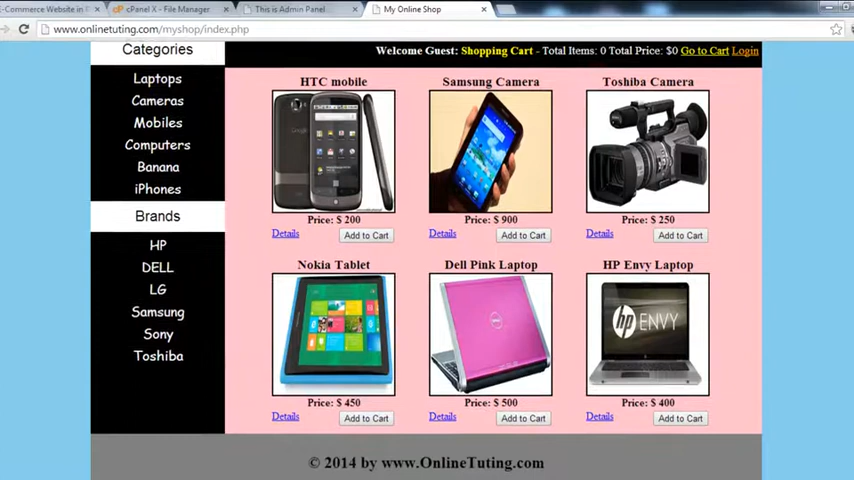 E-Commerce Website in F
cPanel X - File Manager
This is Admin Panel
My Online Shop
www.onlinetuting.com/myshop/index.php
Categories
Welcome Guest: Shopping Cart - Total Items: 0 Total Price: $0 Go to Cart Login
Laptops
Cameras
Mobiles
Computers
Banana
iPhones
Brands
HP
DELL
LG
Samsung
Sony
Toshiba
HTC mobile
Samsung Camera
Toshiba Camera
Price: $ 200
Price: $ 900
Price: $ 250
Details
Add to Cart
Details
Add to Cart
Details
Add to Cart
Nokia Tablet
Dell Pink Laptop
HP Envy Laptop
hp ENVY
Price: $ 450
Price: $ 500
Price: $ 400
Details
Add to Cart
Details
Add to Cart
Details
Add to Cart
© 2014 by www.OnlineTuting.com